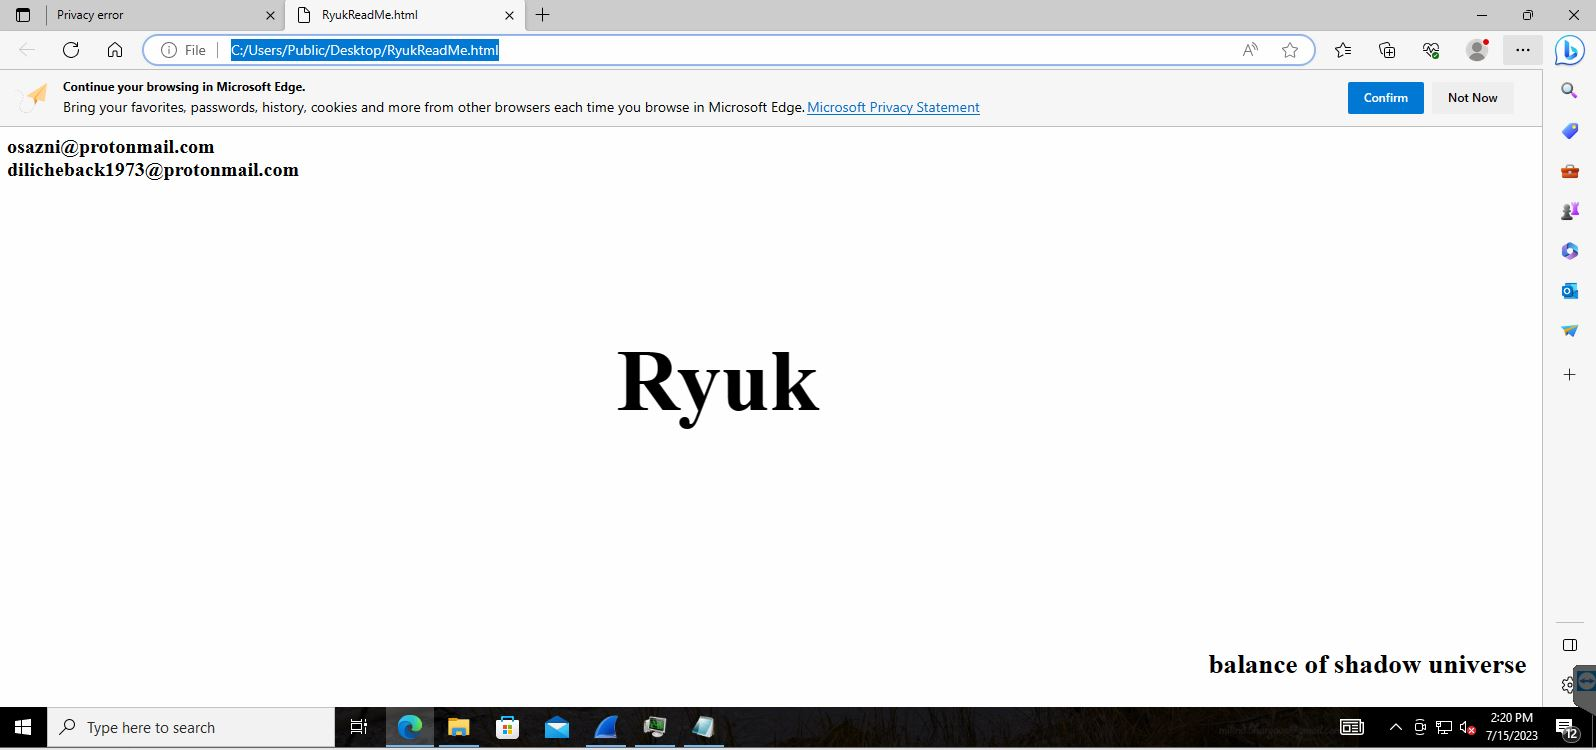 Privacy error
RyukReadMe.html
File
C:/Users/Public/Desktop/RyukReadMe.html
Continue your browsing in Microsoft Edge.
Bring your favorites, passwords, history, cookies and more from other browsers each time you browse in Microsoft Edge. Microsoft Privacy Statement
Confirm
Not Now
osazni@protonmail.com
dilicheback1973@protonmail.com
Ryuk
balance of shadow universe
Type here to search
2:20 PM
7/15/2023
12